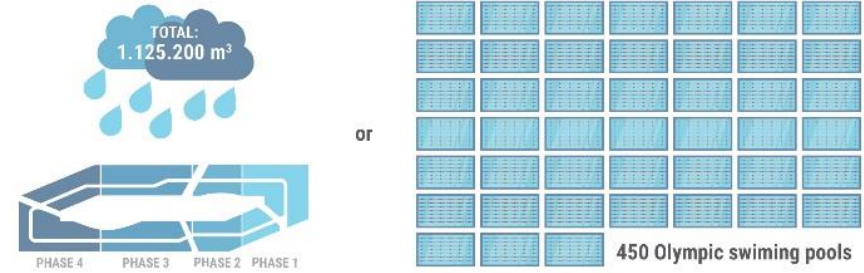 TOTAL:
1.125.200 m³
or
PHASE 4
PHASE 3
PHASE 2
PHASE 1
450 Olympic swiming pools